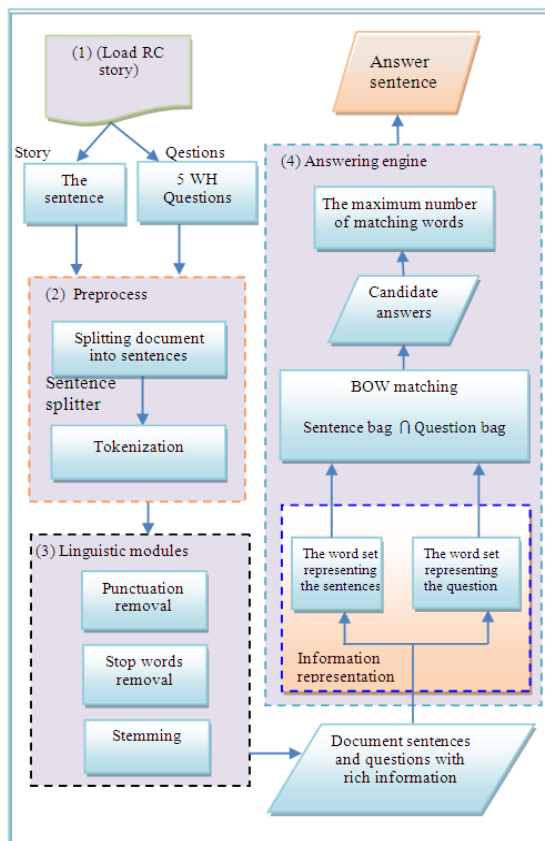 (1) (Load RC
story)
Story
Qestions
The
sentence
5 WH
Questions
(2) Preprocess
Splitting document
into sentences
Sentence
splitter
Tokenization
(3) Linguistic modules
Punctuation
removal
Stop words
removal
Stemming
Document sentences
and questions with
rich information
Information
representation
The word set
representing
the sentences
The word set
representing
the question
BOW matching
Sentence bag ∩ Question bag
Candidate
answers
The maximum number
of matching words
(4) Answering engine
Answer
sentence